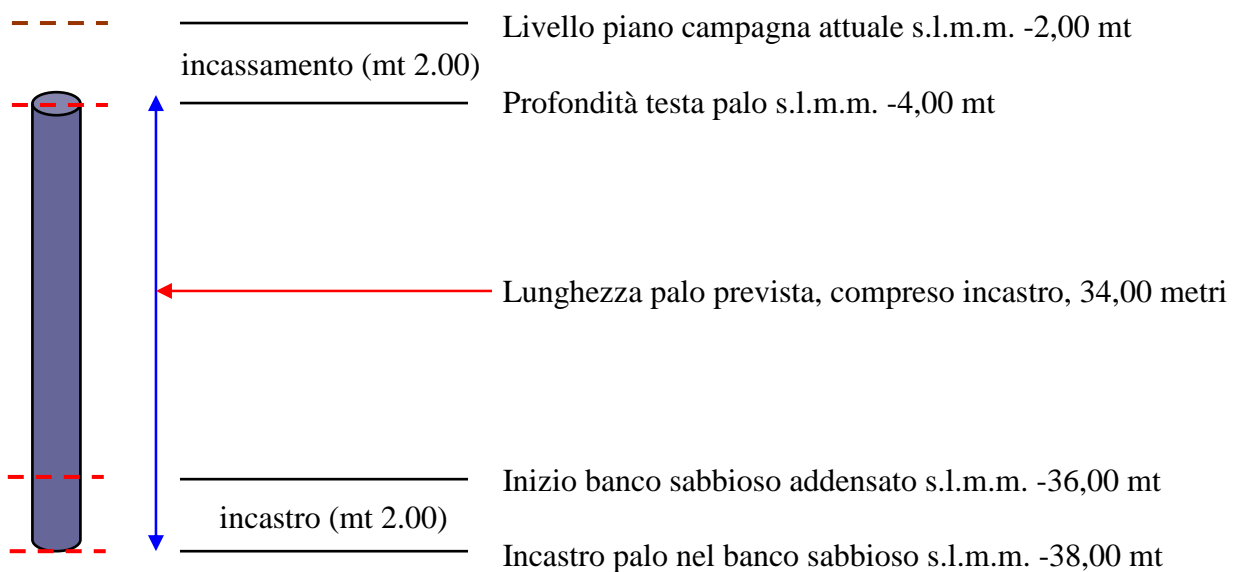 Livello piano campagna attuale s.l.m.m. -2,00 mt
incassamento (mt 2.00)
Profondità testa palo s.l.m.m. -4,00 mt
Lunghezza palo prevista, compreso incastro, 34,00 metri
Inizio banco sabbioso addensato s.l.m.m. -36,00 mt
incastro (mt 2.00)
Incastro palo nel banco sabbioso s.l.m.m. -38,00 mt